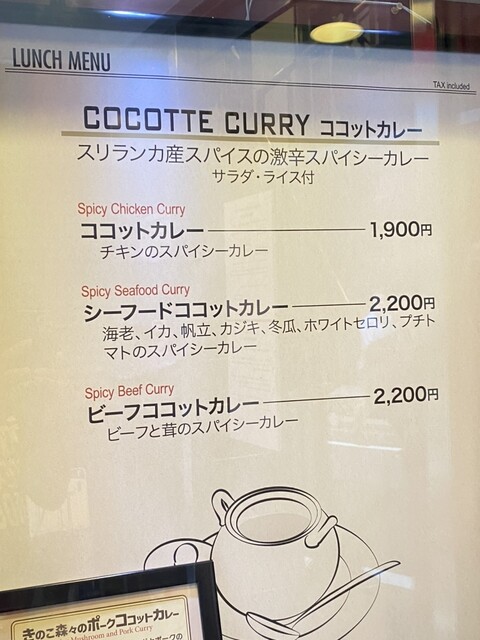 LUNCH MENU
TAX included
COCOTTE CURRY ココットカレー
スリランカ産スパイスの激辛スパイシーカレー
サラダ・ライス付
Spicy Chicken Curry
ココットカレー 1,900円
チキンのスパイシーカレー
Spicy Seafood Curry
シーフードココットカレー 2,200円
海老、イカ、帆立、カジキ、冬瓜、ホワイトセロリ、プチト
マトのスパイシーカレー
Spicy Beef Curry
ビーフココットカレー 2,200円
ビーフと茸のスパイシーカレー
きのこ森々のポークココットカレー
Mushroom and Pork Curry